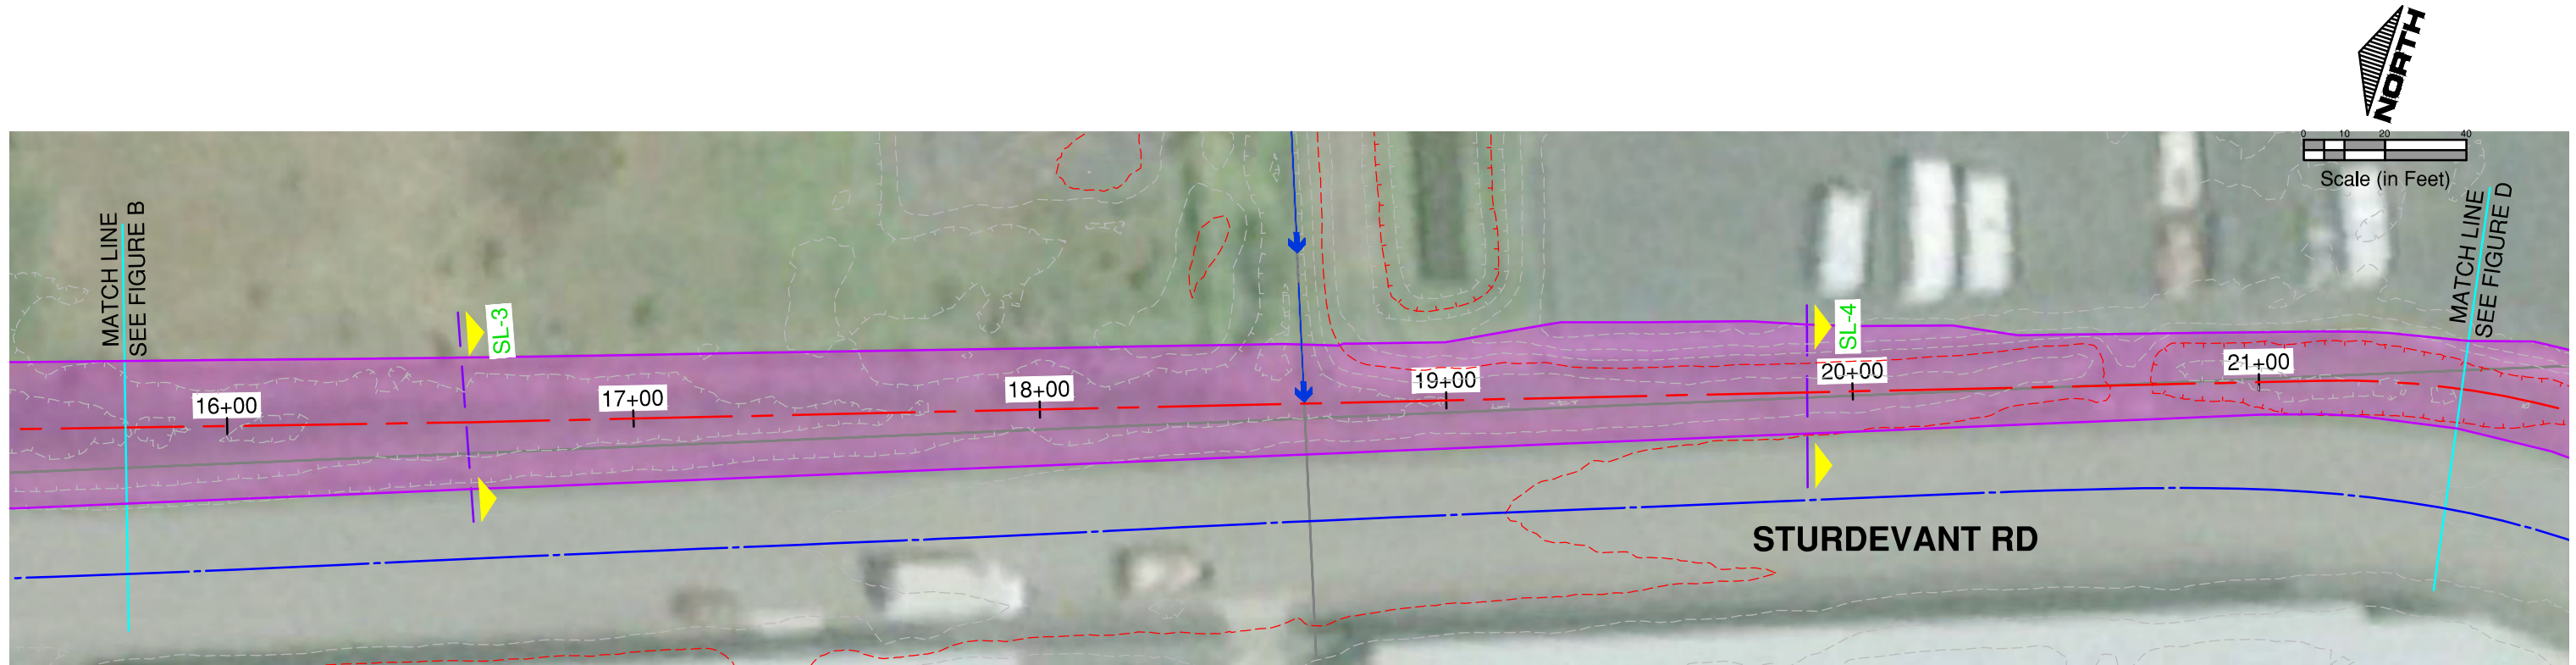 NORTH
0 10 20 40
Scale (in Feet)
MATCH LINE
SEE FIGURE B
MATCH LINE
SEE FIGURE D
SL-3
SL-4
16+00
17+00
18+00
19+00
20+00
21+00
STURDEVANT RD